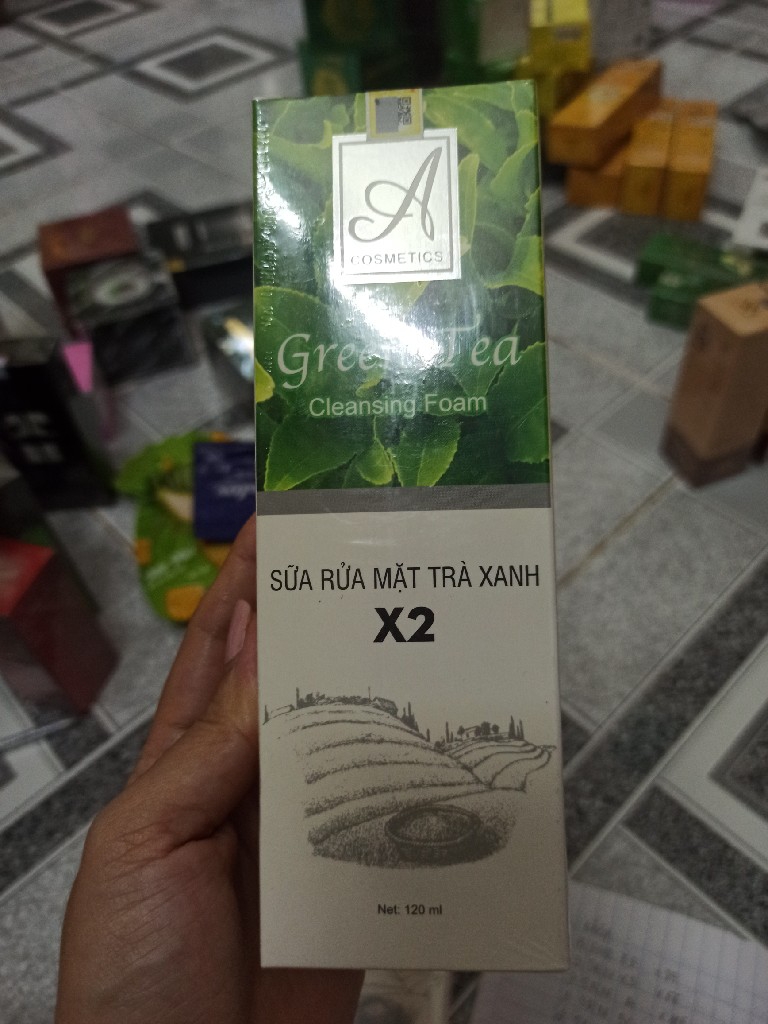 A
COSMETICS
Green Tea
Cleansing Foam
SỮA RỬA MẶT TRÀ XANH
X2
Net: 120 ml